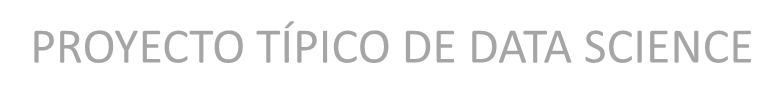 PROYECTO TÍPICO DE DATA SCIENCE